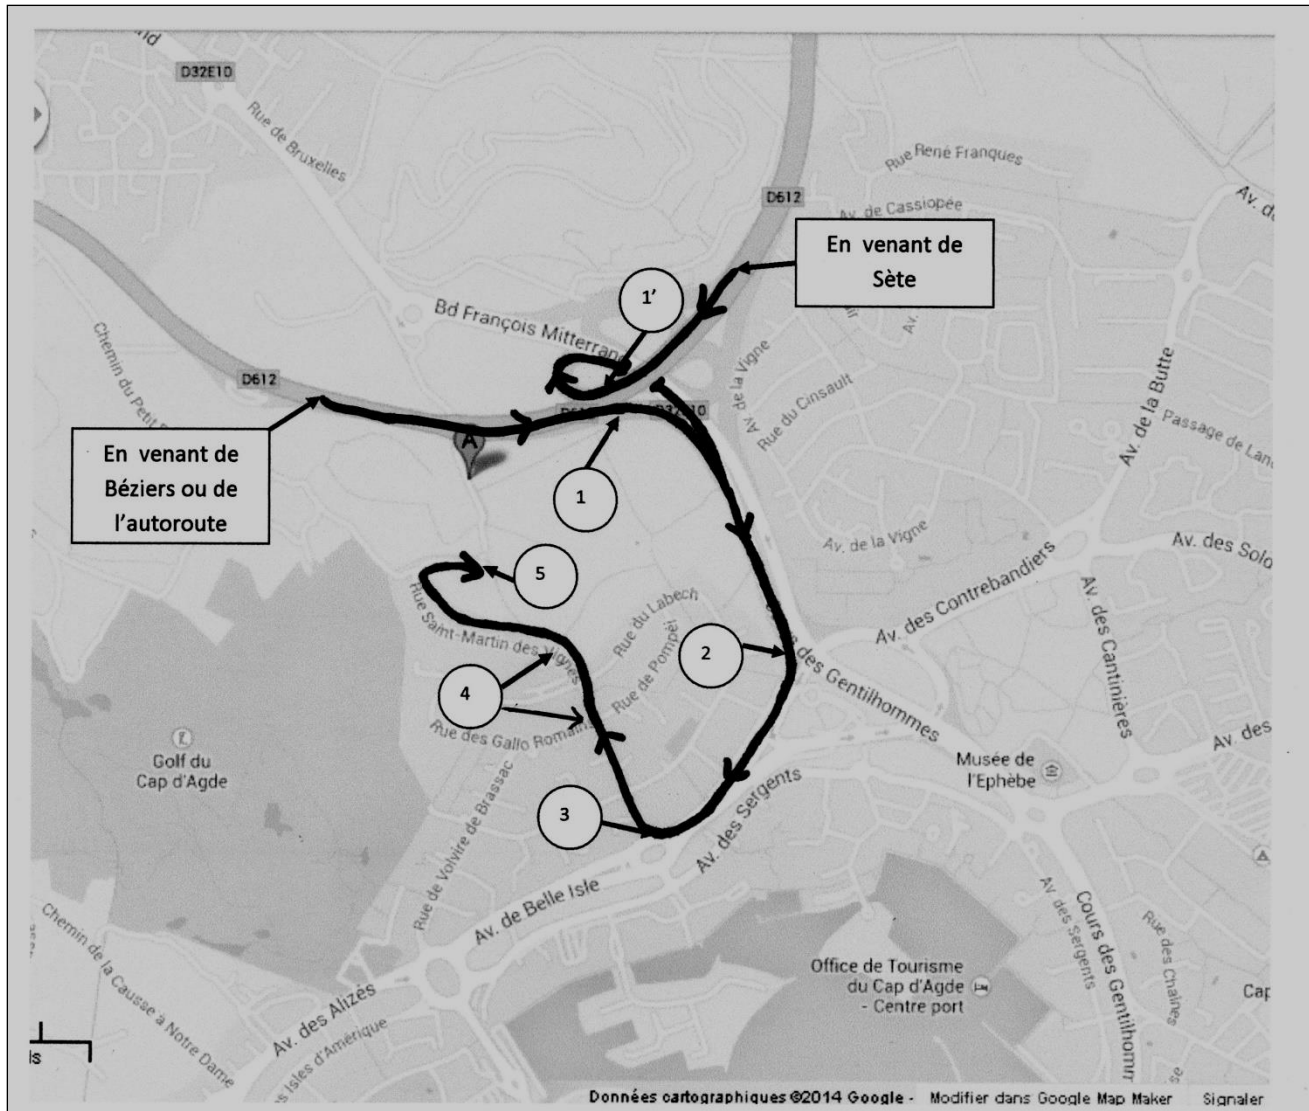 D32E10
Rue de Bruxelles
Rue René Franques
D612
Av. de Cassiopée
En venant de
Sète
1'
Bd François Mitterrand
Chemin du Petit
D612
Av. de la Vigne
Rue du Cinsault
Av. de la Butte
Passage de
A
En venant de
Béziers ou de
l'autoroute
1
Av. de la Vigne
Av. des Contrebandiers
Av. des
5
Rue Saint-Martin des Vignes
Rue du Labech
Rue de Pompéi
2
des Gentilhommes
Av. des Cantinières
4
Rue des Gallo Romains
Av. des
Golf du
Cap d'Agde
Musée de
l'Ephèbe
3
Av. des Sergents
Rue de Volvire de Brassac
Av. de Belle Isle
Av. des Sergents
Cours des Gentilhomm
Rue des Chaînes
Chemin de la Causse à Notre Dame
Office de Tourisme
du Cap d'Agde
- Centre port
Cap
Av. des Alizés
Isles d'Amérique
Données cartographiques ©2014 Google - Modifier dans Google Map Maker Signaler